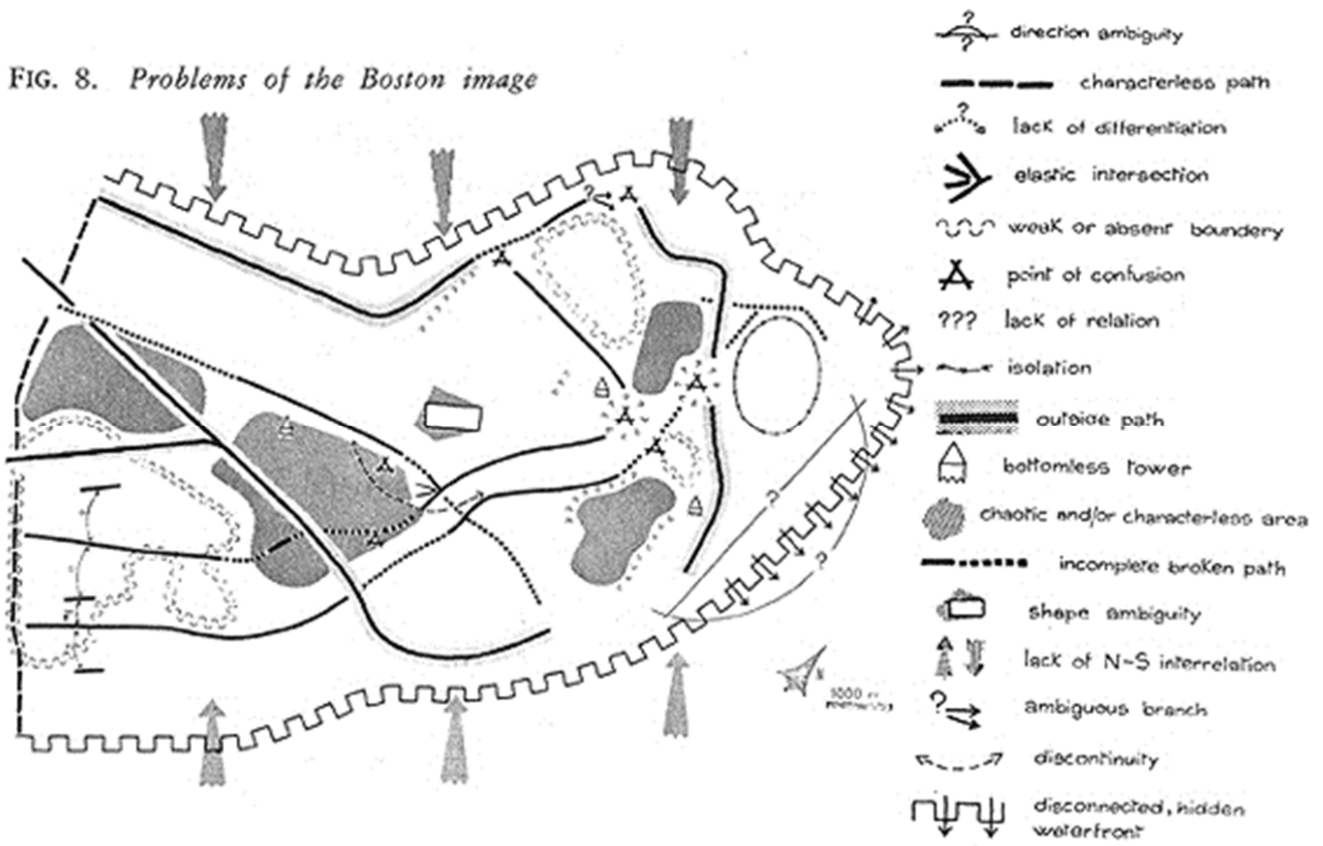 FIG. 8. Problems of the Boston image
?
?
direction ambiguity
characterless path
?
lack of differentiation
elastic intersection
weak or absent boundery
point of confusion
??? lack of relation
isolation
outside path
bottomless tower
chaotic and/or characterless area
incomplete broken path
shape ambiguity
lack of N-S interrelation
? ambiguous branch
discontinuity
disconnected, hidden
waterfront
?
?
?
N